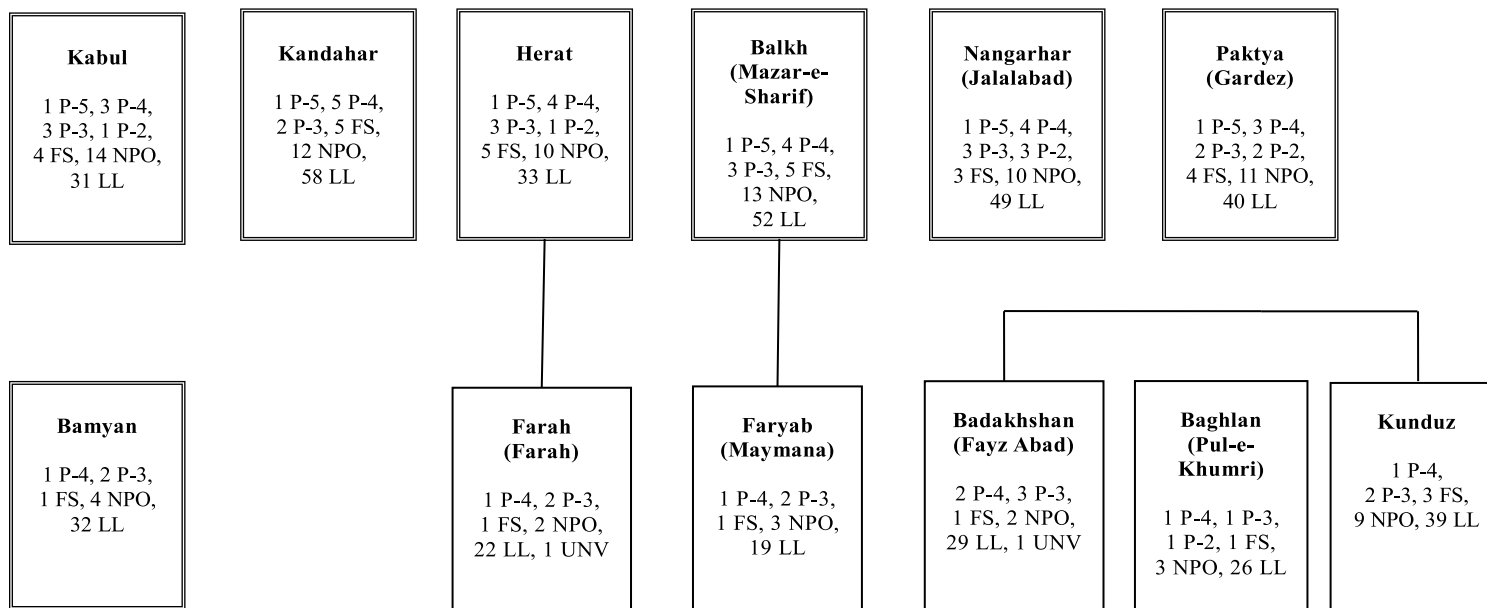 Kabul
1 P-5, 3 P-4,
3 P-3, 1 P-2,
4 FS, 14 NPO,
31 LL
Kandahar
1 P-5, 5 P-4,
2 P-3, 5 FS,
12 NPO,
58 LL
Herat
1 P-5, 4 P-4,
3 P-3, 1 P-2,
5 FS, 10 NPO,
33 LL
Balkh
(Mazar-e-
Sharif)
1 P-5, 4 P-4,
3 P-3, 5 FS,
13 NPO,
52 LL
Nangarhar
(Jalalabad)
1 P-5, 4 P-4,
3 P-3, 3 P-2,
3 FS, 10 NPO,
49 LL
Paktya
(Gardez)
1 P-5, 3 P-4,
2 P-3, 2 P-2,
4 FS, 11 NPO,
40 LL
Bamyan
1 P-4, 2 P-3,
1 FS, 4 NPO,
32 LL
Farah
(Farah)
1 P-4, 2 P-3,
1 FS, 2 NPO,
22 LL, 1 UNV
Faryab
(Maymana)
1 P-4, 2 P-3,
1 FS, 3 NPO,
19 LL
Badakhshan
(Fayz Abad)
2 P-4, 3 P-3,
1 FS, 2 NPO,
29 LL, 1 UNV
Baghlan
(Pul-e-
Khumri)
1 P-4, 1 P-3,
1 P-2, 1 FS,
3 NPO, 26 LL
Kunduz
1 P-4,
2 P-3, 3 FS,
9 NPO, 39 LL